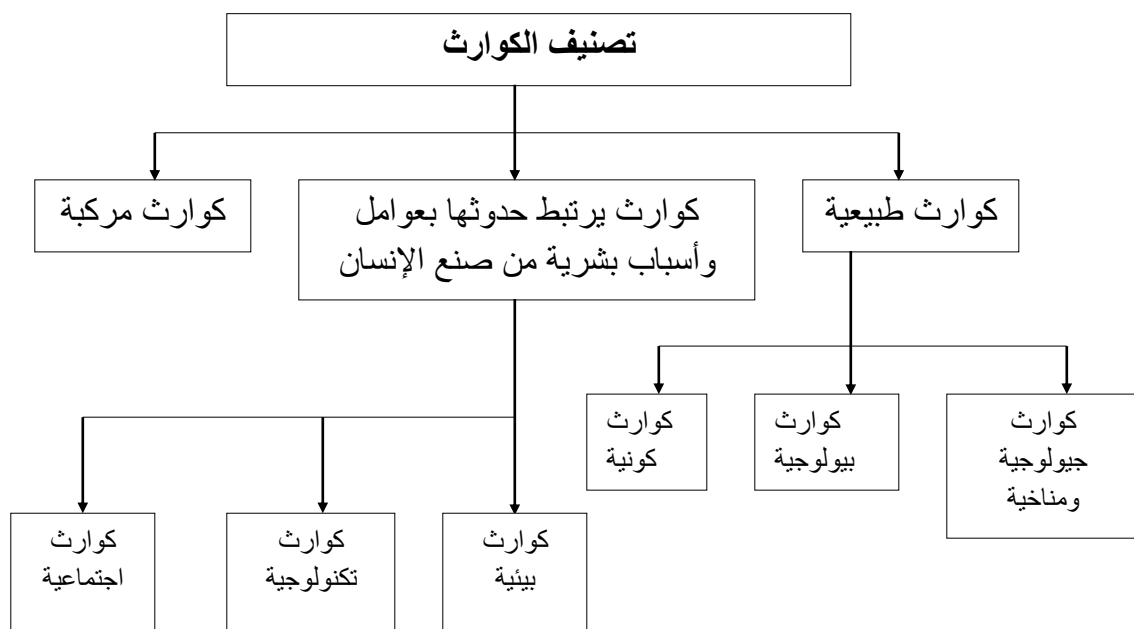 تصنيف الكوارث
كوارث طبيعية
كوارث يرتبط حدوثها بعوامل
وأسباب بشرية من صنع الإنسان
كوارث مركبة
كوارث
جيولوجية
ومناخية
كوارث
بيولوجية
كوارث
كونية
كوارث
بيئية
كوارث
تكنولوجية
كوارث
اجتماعية